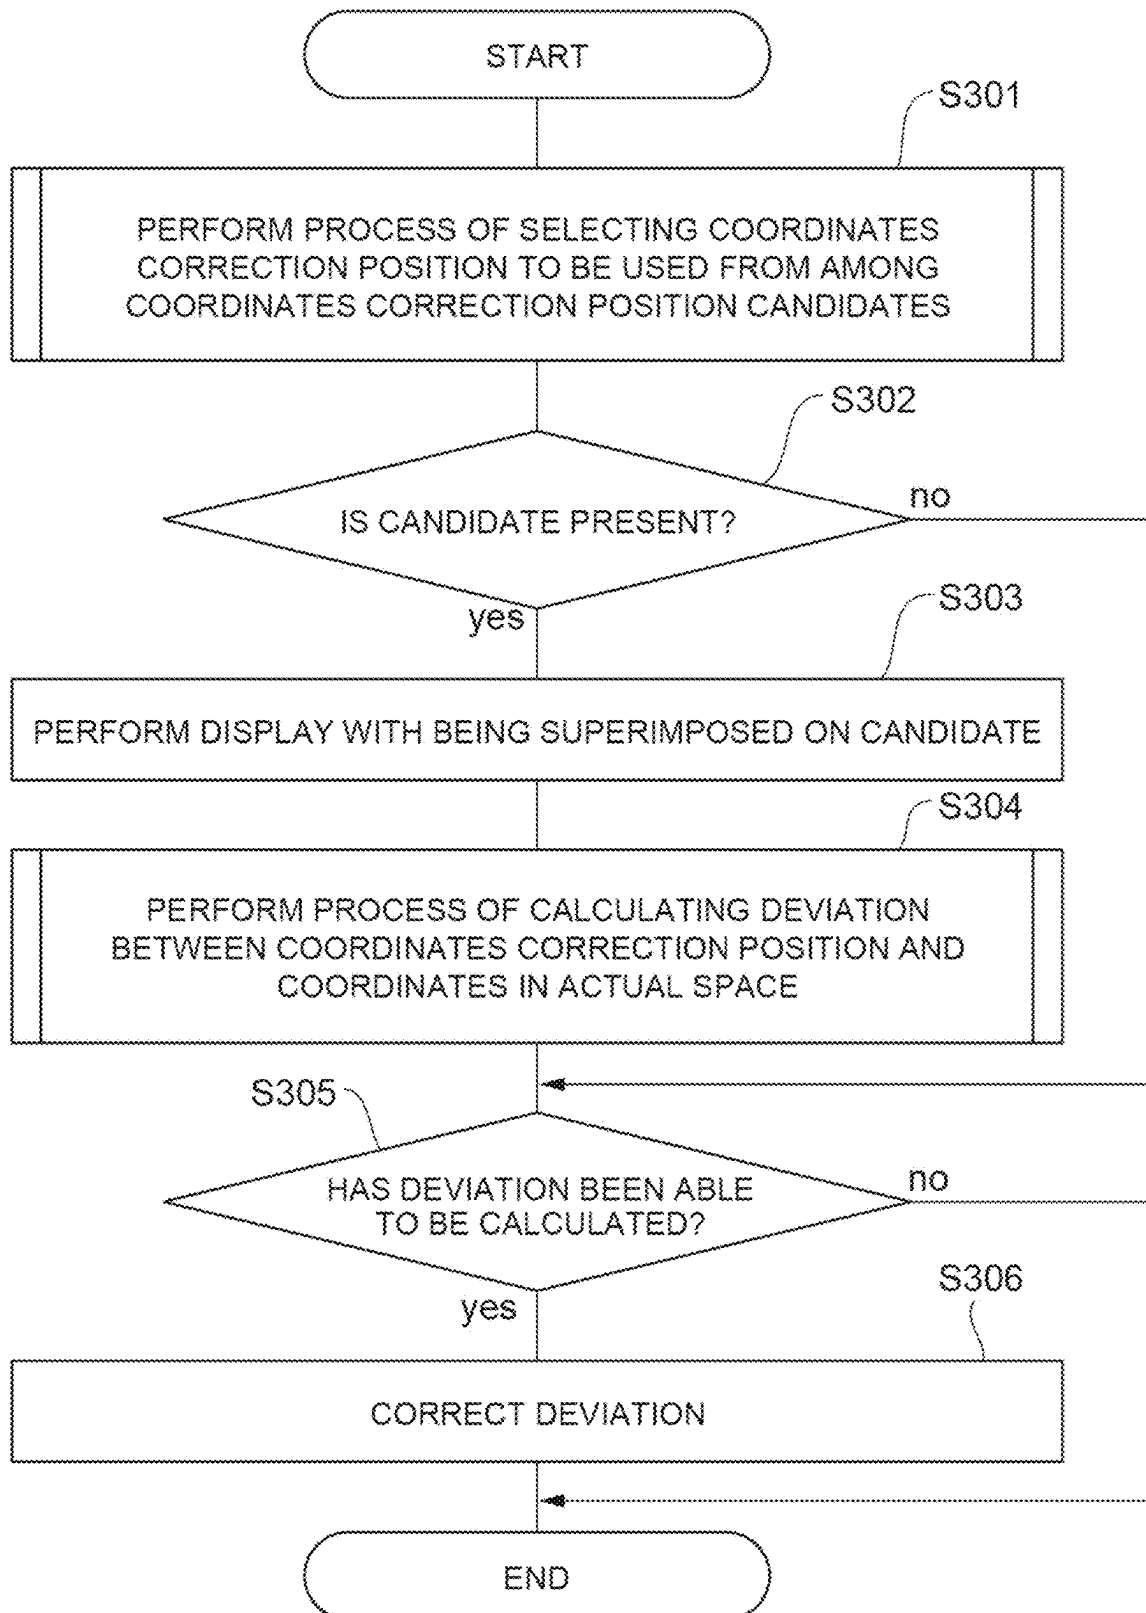 START
S301
PERFORM PROCESS OF SELECTING COORDINATES
CORRECTION POSITION TO BE USED FROM AMONG
COORDINATES CORRECTION POSITION CANDIDATES
S302
IS CANDIDATE PRESENT?
no
yes
S303
PERFORM DISPLAY WITH BEING SUPERIMPOSED ON CANDIDATE
S304
PERFORM PROCESS OF CALCULATING DEVIATION
BETWEEN COORDINATES CORRECTION POSITION AND
COORDINATES IN ACTUAL SPACE
S305
HAS DEVIATION BEEN ABLE
TO BE CALCULATED?
no
yes
S306
CORRECT DEVIATION
END